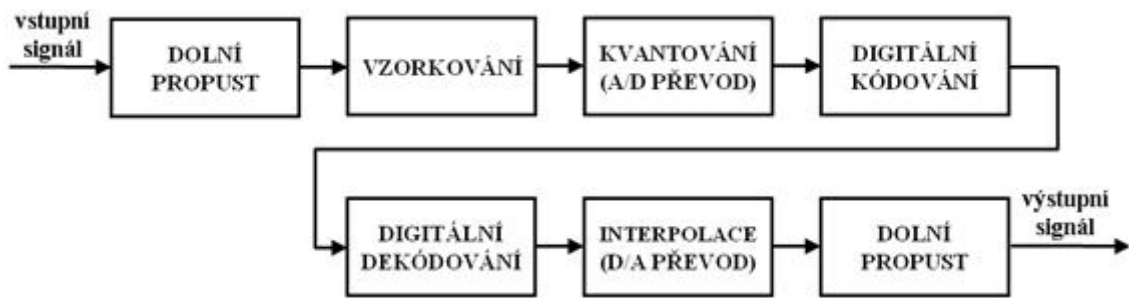 vstupní
signál
DOLNÍ
PROPUST
VZORKOVÁNÍ
KVANTOVÁNÍ
(A/D PŘEVOD)
DIGITÁLNÍ
KÓDOVÁNÍ
DIGITÁLNÍ
DEKÓDOVÁNÍ
INTERPOLACE
(D/A PŘEVOD)
DOLNÍ
PROPUST
výstupní
signál